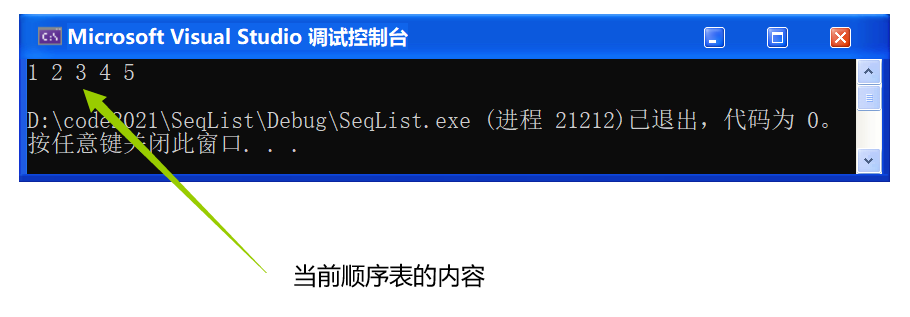 Microsoft Visual Studio 调试控制台
1 2 3 4 5
D:\code2021\SeqList\Debug\SeqList.exe (进程 21212)已退出，代码为 0。
按任意键关闭此窗口. . .
当前顺序表的内容